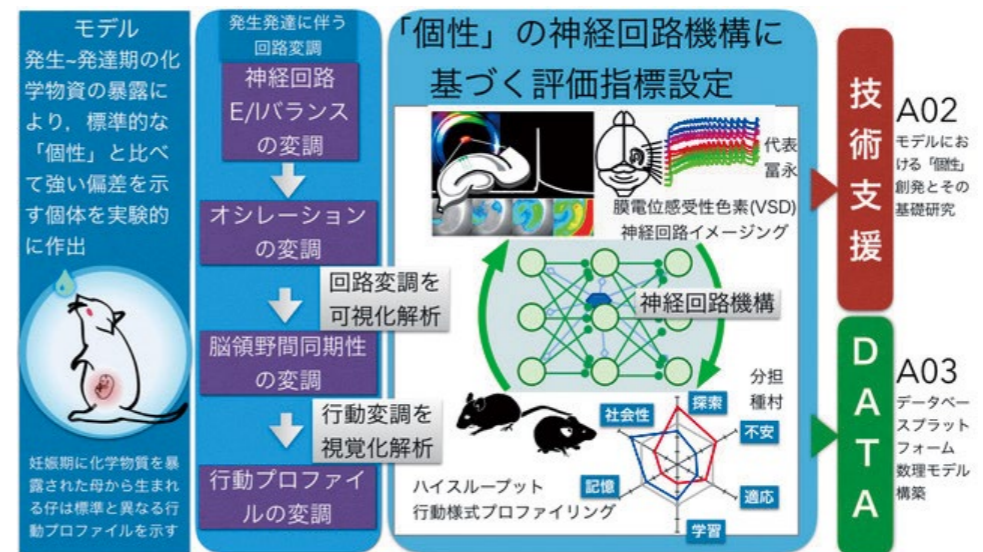 モデル
発生~発達期の化
学物資の暴露に
より，標準的な
「個性」と比べ
て強い偏差を示
す個体を実験的
に作出
妊娠期に化学物質を暴
露された母から生まれ
る仔は標準と異なる行
動プロファイルを示す
発生発達に伴う
回路変調
神経回路
E/Iバランス
の変調
オシレーション
の変調
回路変調を
可視化解析
脳領野間同期性
の変調
行動変調を
視覚化解析
行動プロファイ
ルの変調
「個性」の神経回路機構に
基づく評価指標設定
代表
冨永
膜電位感受性色素(VSD)
神経回路イメージング
神経回路機構
分担
種村
探索
社会性
不安
記憶
適応
学習
ハイスループット
行動様式プロファイリング
技術支援
A02
モデルにお
ける「個性」
創発とその
基礎研究
DATA
A03
データベー
スプラット
フォーム
数理モデル
構築